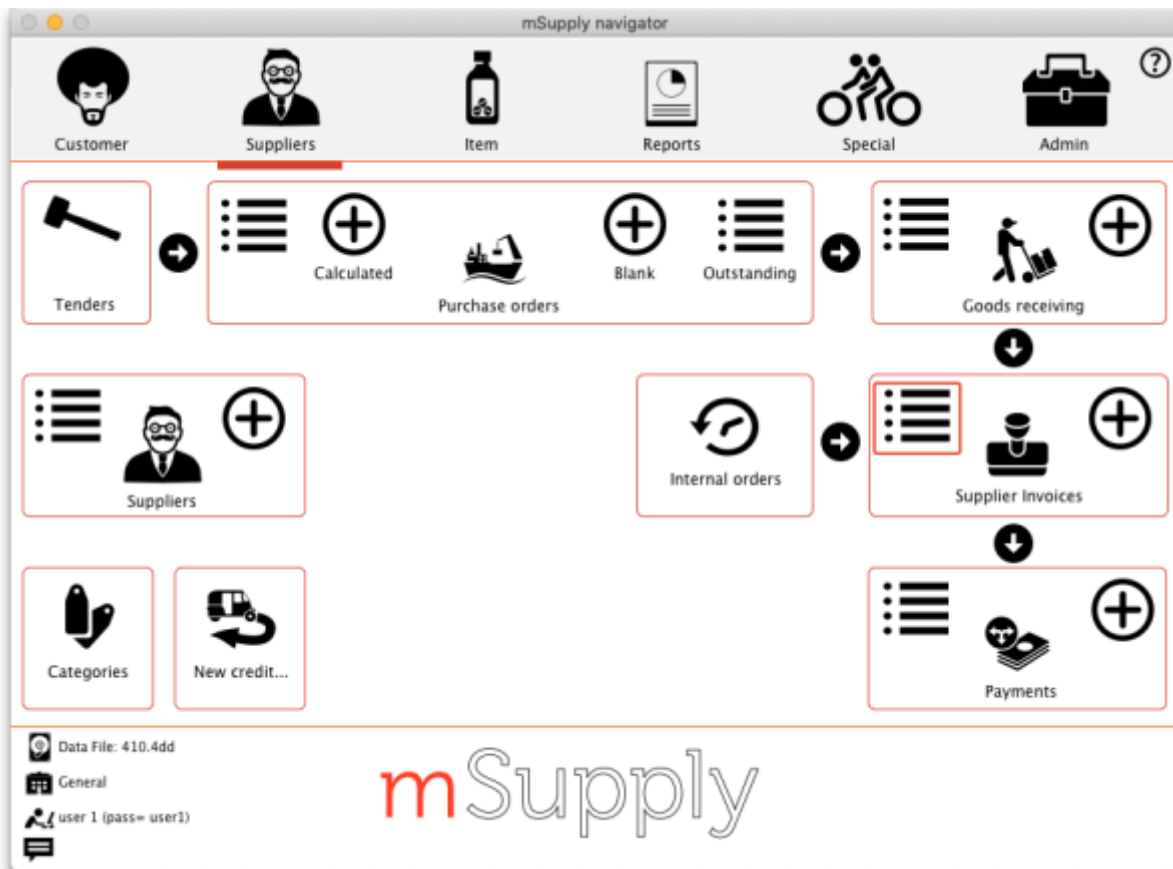 mSupply navigator
?
Customer
Suppliers
Item
Reports
Special
Admin
Calculated
Blank
Outstanding
Tenders
Purchase orders
Goods receiving
Suppliers
Internal orders
Supplier Invoices
Categories
New credit...
Payments
Data File: 410.4dd
General
user 1 (pass= user1)
mSupply